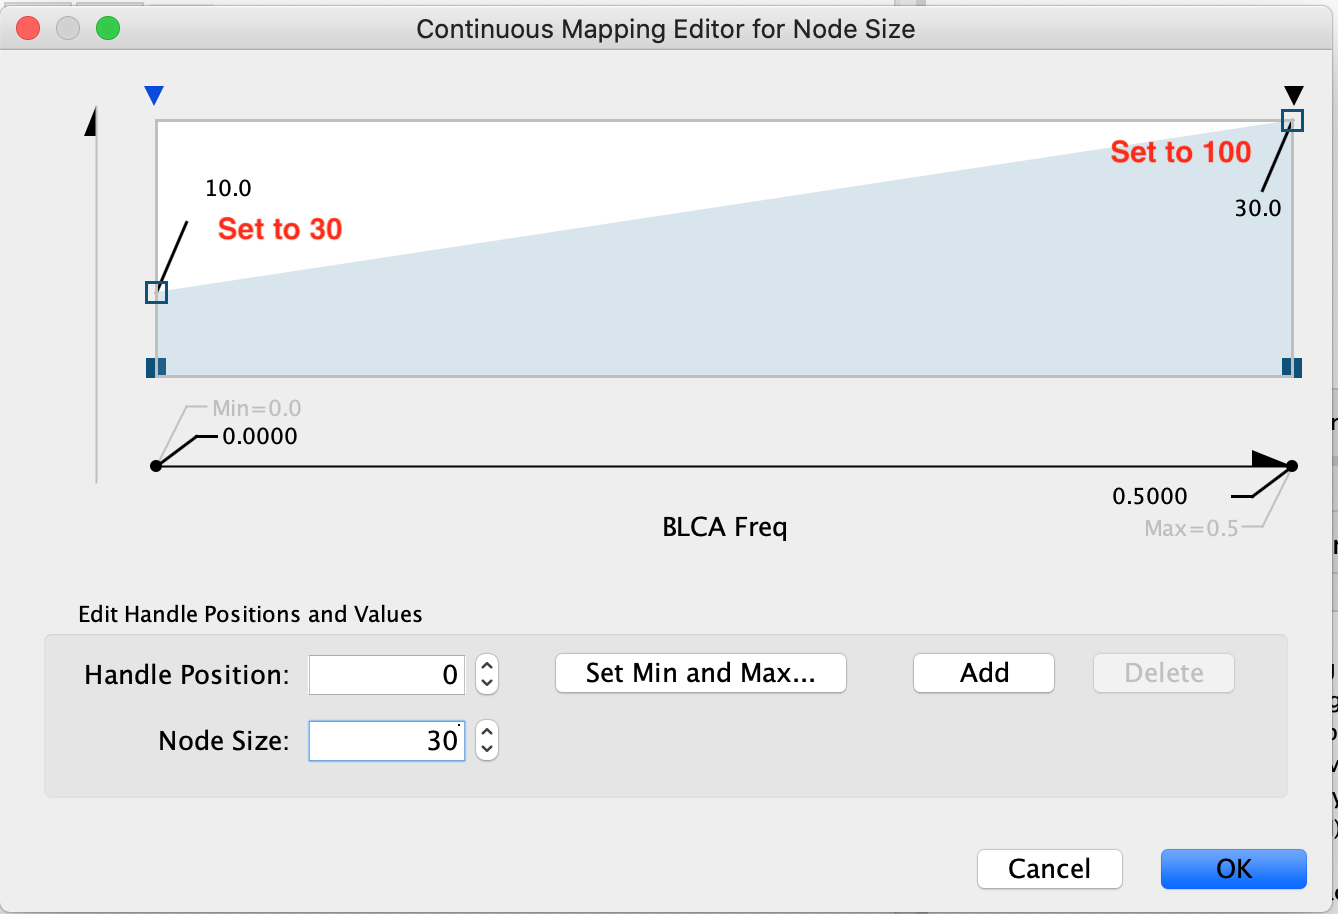 Continuous Mapping Editor for Node Size
Set to 100
10.0
30.0
Set to 30
Min=0.0
0.0000
0.5000
Max=0.5
BLCA Freq
Edit Handle Positions and Values
Handle Position: 0 Set Min and Max... Add Delete
Node Size: 30
Cancel OK